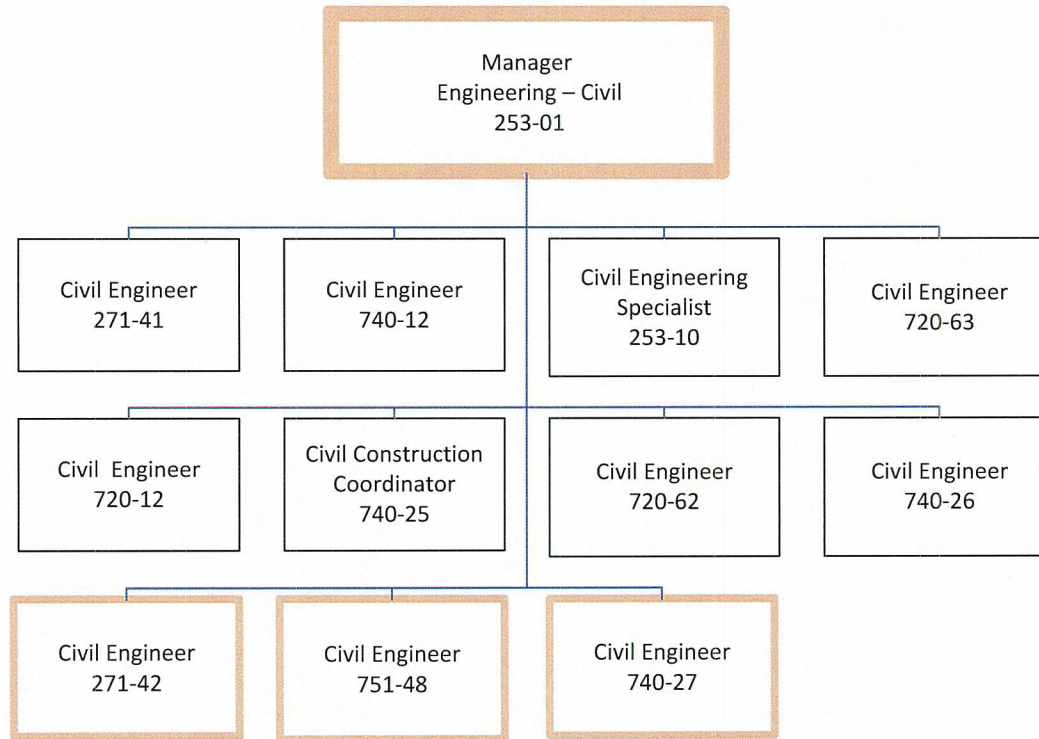 Manager
Engineering – Civil
253-01
Civil Engineer
271-41
Civil Engineer
740-12
Civil Engineering
Specialist
253-10
Civil Engineer
720-63
Civil  Engineer
720-12
Civil Construction
Coordinator
740-25
Civil Engineer
720-62
Civil Engineer
740-26
Civil Engineer
271-42
Civil Engineer
751-48
Civil Engineer
740-27